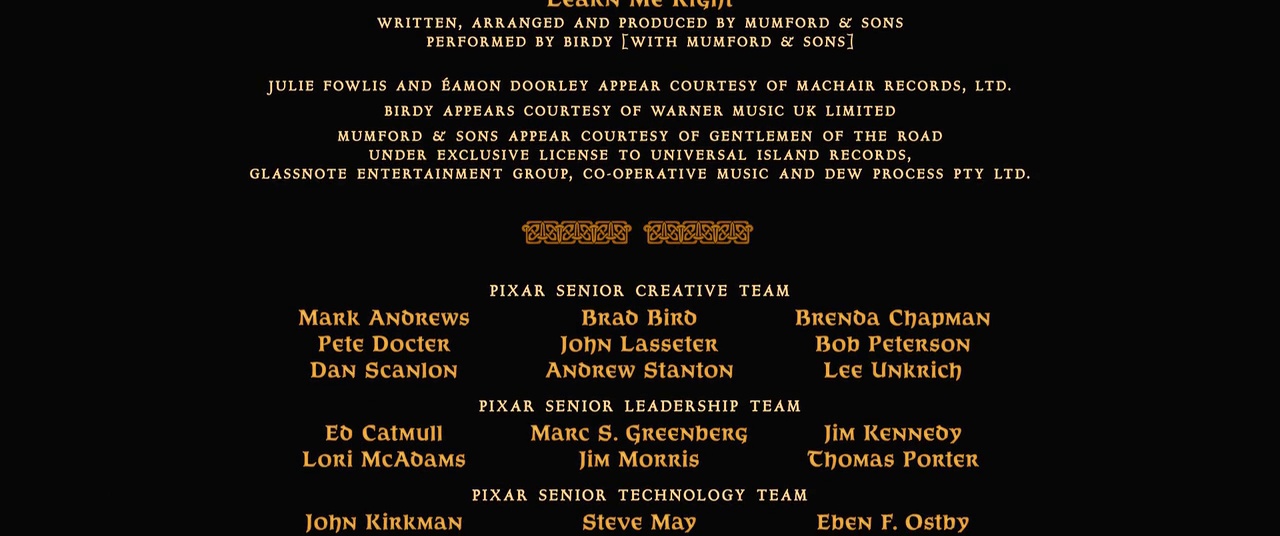 Learn Me Right
WRITTEN, ARRANGED AND PRODUCED BY MUMFORD & SONS
PERFORMED BY BIRDY [WITH MUMFORD & SONS]
JULIE FOWLIS AND ÉAMON DOORLEY APPEAR COURTESY OF MACHAIR RECORDS, LTD.
BIRDY APPEARS COURTESY OF WARNER MUSIC UK LIMITED
MUMFORD & SONS APPEAR COURTESY OF GENTLEMEN OF THE ROAD
UNDER EXCLUSIVE LICENSE TO UNIVERSAL ISLAND RECORDS,
GLASSNOTE ENTERTAINMENT GROUP, CO-OPERATIVE MUSIC AND DEW PROCESS PTY LTD.
PIXAR SENIOR CREATIVE TEAM
Mark Andrews Brad Bird Brenda Chapman
Pete Docter John Lasseter Bob Peterson
Dan Scanlon Andrew Stanton Lee Unkrich
PIXAR SENIOR LEADERSHIP TEAM
Ed Catmull Marc S. Greenberg Jim Kennedy
Lori McAdams Jim Morris Thomas Porter
PIXAR SENIOR TECHNOLOGY TEAM
John Kirkman Steve May Eben F. Ostby